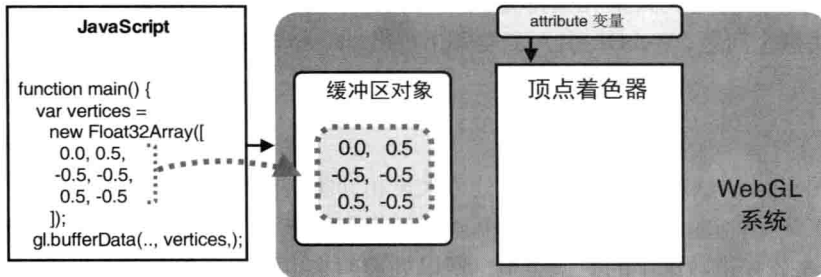 JavaScript
function main() {
var vertices =
new Float32Array([
0.0, 0.5,
-0.5, -0.5,
0.5, -0.5
]);
gl.bufferData(.., vertices,);
缓冲区对象
0.0, 0.5
-0.5, -0.5
0.5, -0.5
attribute 变量
顶点着色器
WebGL
系统